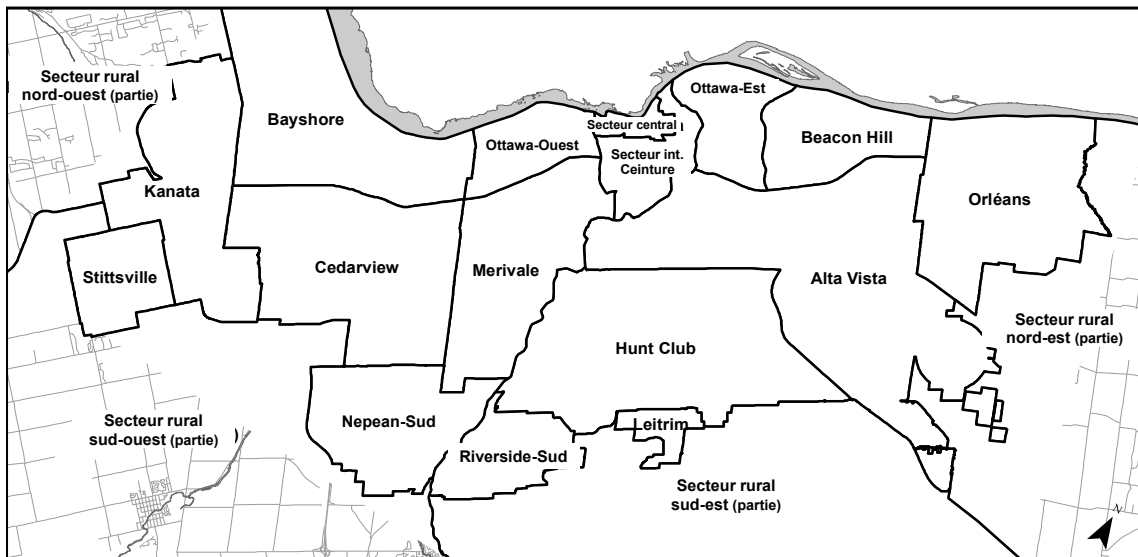 Secteur rural
nord-ouest (partie)
Bayshore
Ottawa-Est
Secteur central
Ottawa-Ouest
Beacon Hill
Secteur int.
Ceinture
Kanata
Orléans
Stittsville
Cedarview
Merivale
Alta Vista
Secteur rural
nord-est (partie)
Hunt Club
Secteur rural
sud-ouest (partie)
Nepean-Sud
Leitrim
Riverside-Sud
Secteur rural
sud-est (partie)
N